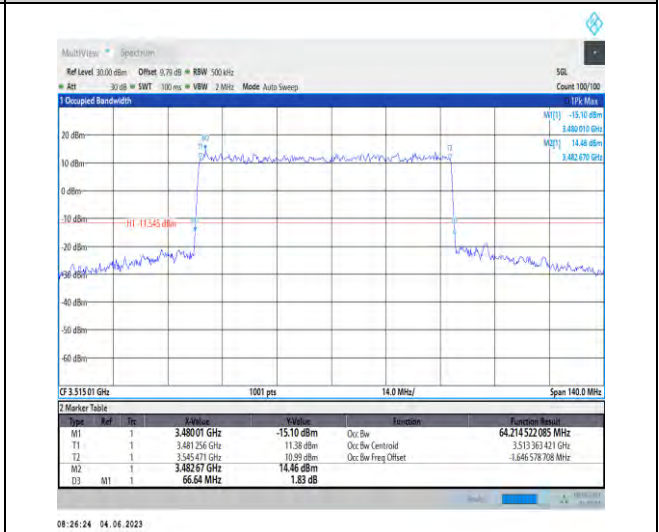 MultiView Spectrum
Ref Level 30.00 dBm Offset 9.79 dB RBW 500 kHz SGL
Att 30 dB SWT 100 ms VBW 2 MHz Mode Auto Sweep Count 100/100
1 Occupied Bandwidth 1Pk Max
M1[1] -15.10 dBm
3.480 010 GHz
20 dBm M2 T2 M2[1] 14.46 dBm
T1 3.482 670 GHz
10 dBm
0 dBm
-10 dBm
H1 -11.545 dBm
-20 dBm
-30 dBm
-40 dBm
-50 dBm
-60 dBm
CF 3.515 01 GHz 1001 pts 14.0 MHz/ Span 140.0 MHz
2 Marker Table
Type Ref Trc X-Value Y-Value Function Function Result
M1 1 3.480 01 GHz -15.10 dBm Occ Bw 64.214 522 085 MHz
T1 1 3.481 256 GHz 11.38 dBm Occ Bw Centroid 3.513 363 421 GHz
T2 1 3.545 471 GHz 10.99 dBm Occ Bw Freq Offset -1.646 578 708 MHz
M2 1 3.482 67 GHz 14.46 dBm
D3 M1 1 66.64 MHz 1.83 dB
08:26:24 04.06.2023